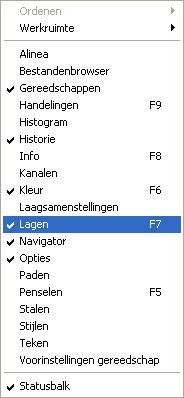 Ordenen
Werkruimte
Alinea
Bestandenbrowser
Gereedschappen
Handelingen F9
Histogram
Historie
Info F8
Kanalen
Kleur F6
Laagsamenstellingen
Lagen F7
Navigator
Opties
Paden
Penselen F5
Stalen
Stijlen
Teken
Voorinstellingen gereedschap
Statusbalk